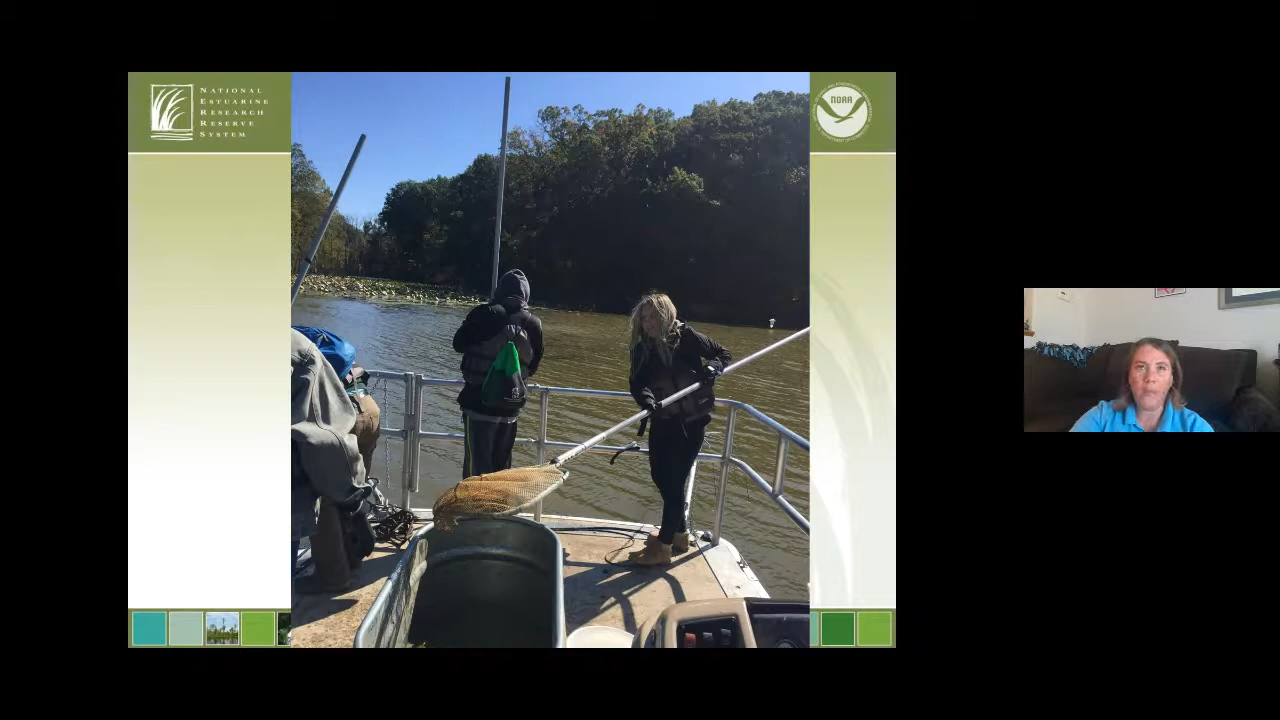 NATIONAL
ESTUARINE
RESEARCH
RESERVE
SYSTEM
NOAA